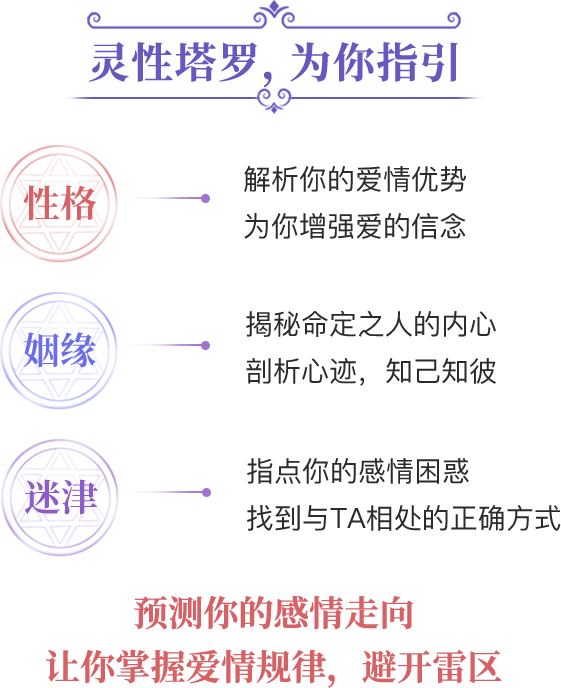 灵性塔罗，为你指引
性格
解析你的爱情优势
为你增强爱的信念
姻缘
揭秘命定之人的内心
剖析心迹，知己知彼
迷津
指点你的感情困惑
找到与TA相处的正确方式
预测你的感情走向
让你掌握爱情规律，避开雷区